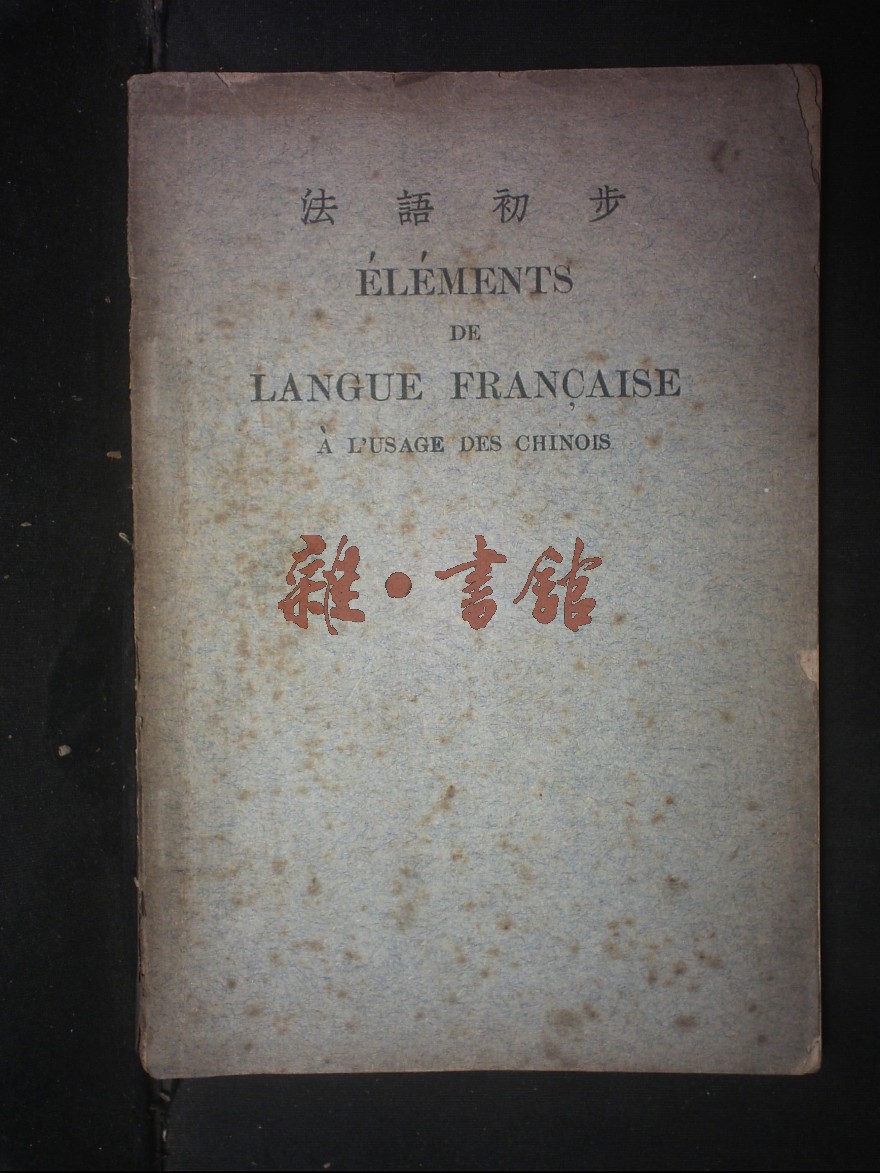 法語初步
ÉLÉMENTS
DE
LANGUE FRANÇAISE
À L'USAGE DES CHINOIS
雜·書館